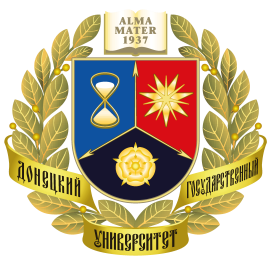 ALMA
MATER
1937
ДОНЕЦКИЙ
ГОСУДАРСТВЕННЫЙ
УНИВЕРСИТЕТ